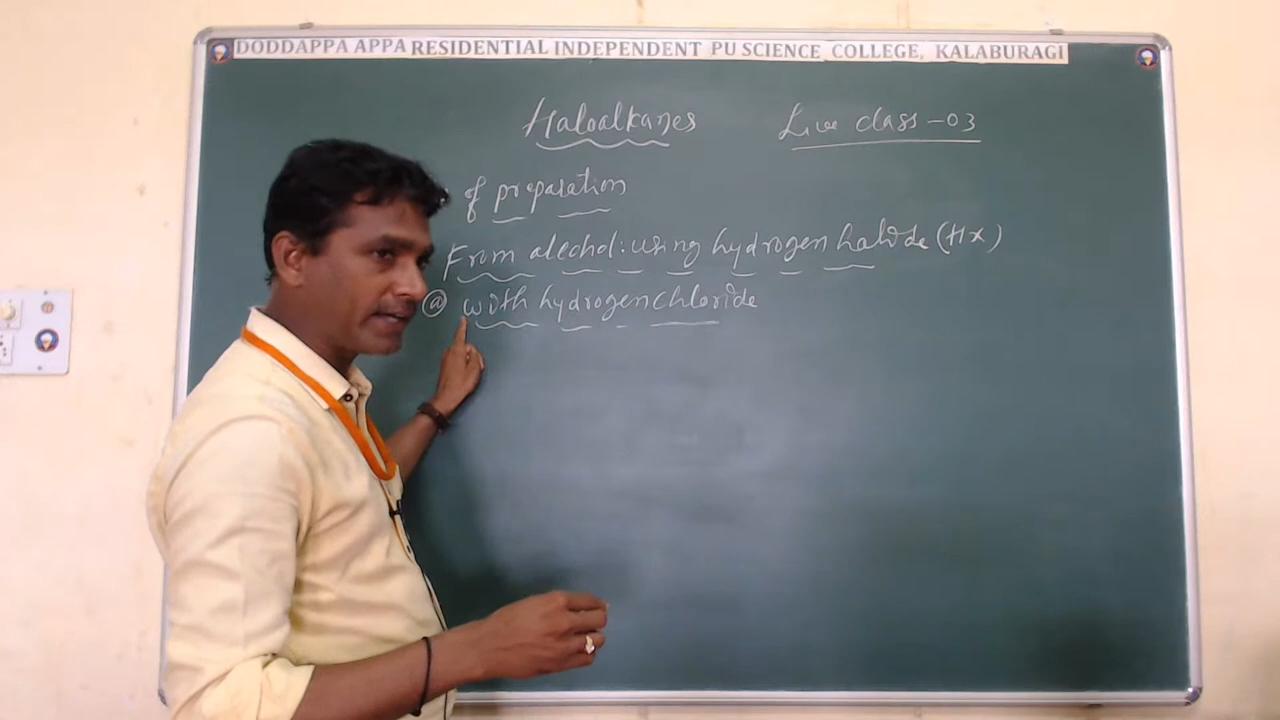 DODDAPPA APPA RESIDENTIAL INDEPENDENT PU SCIENCE COLLEGE, KALABURAGI
Haloalkanes Live class -03
of preparation
From alcohol: using hydrogen halide (HX)
(a) with hydrogen chloride